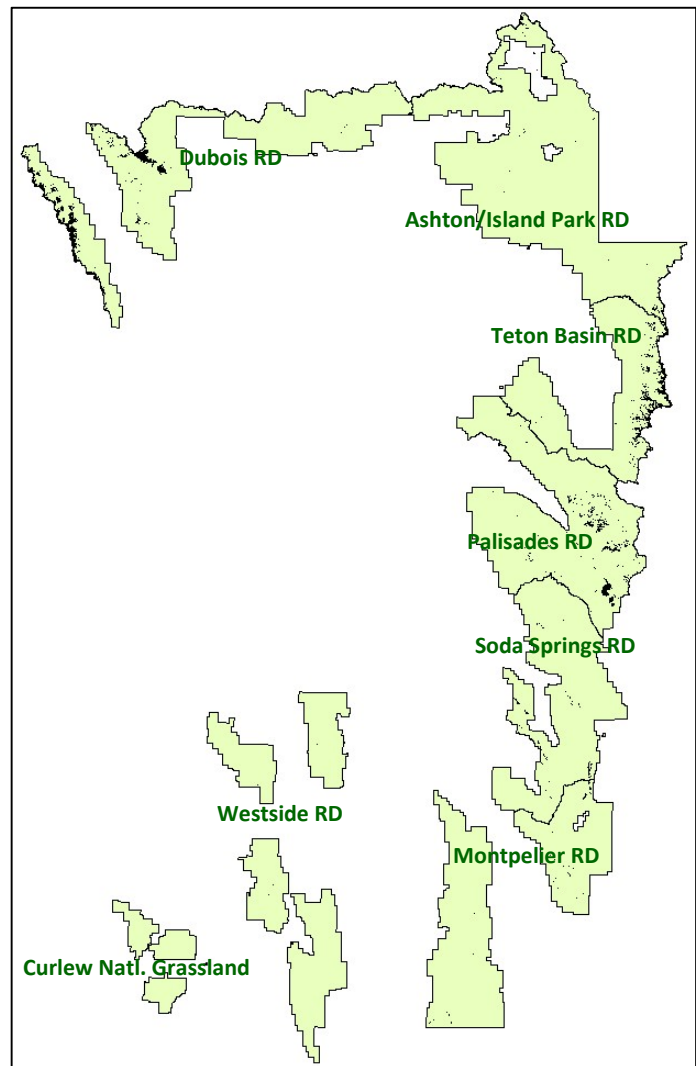 Dubois RD
Ashton/Island Park RD
Teton Basin RD
Palisades RD
Soda Springs RD
Westside RD
Montpelier RD
Curlew Natl. Grassland